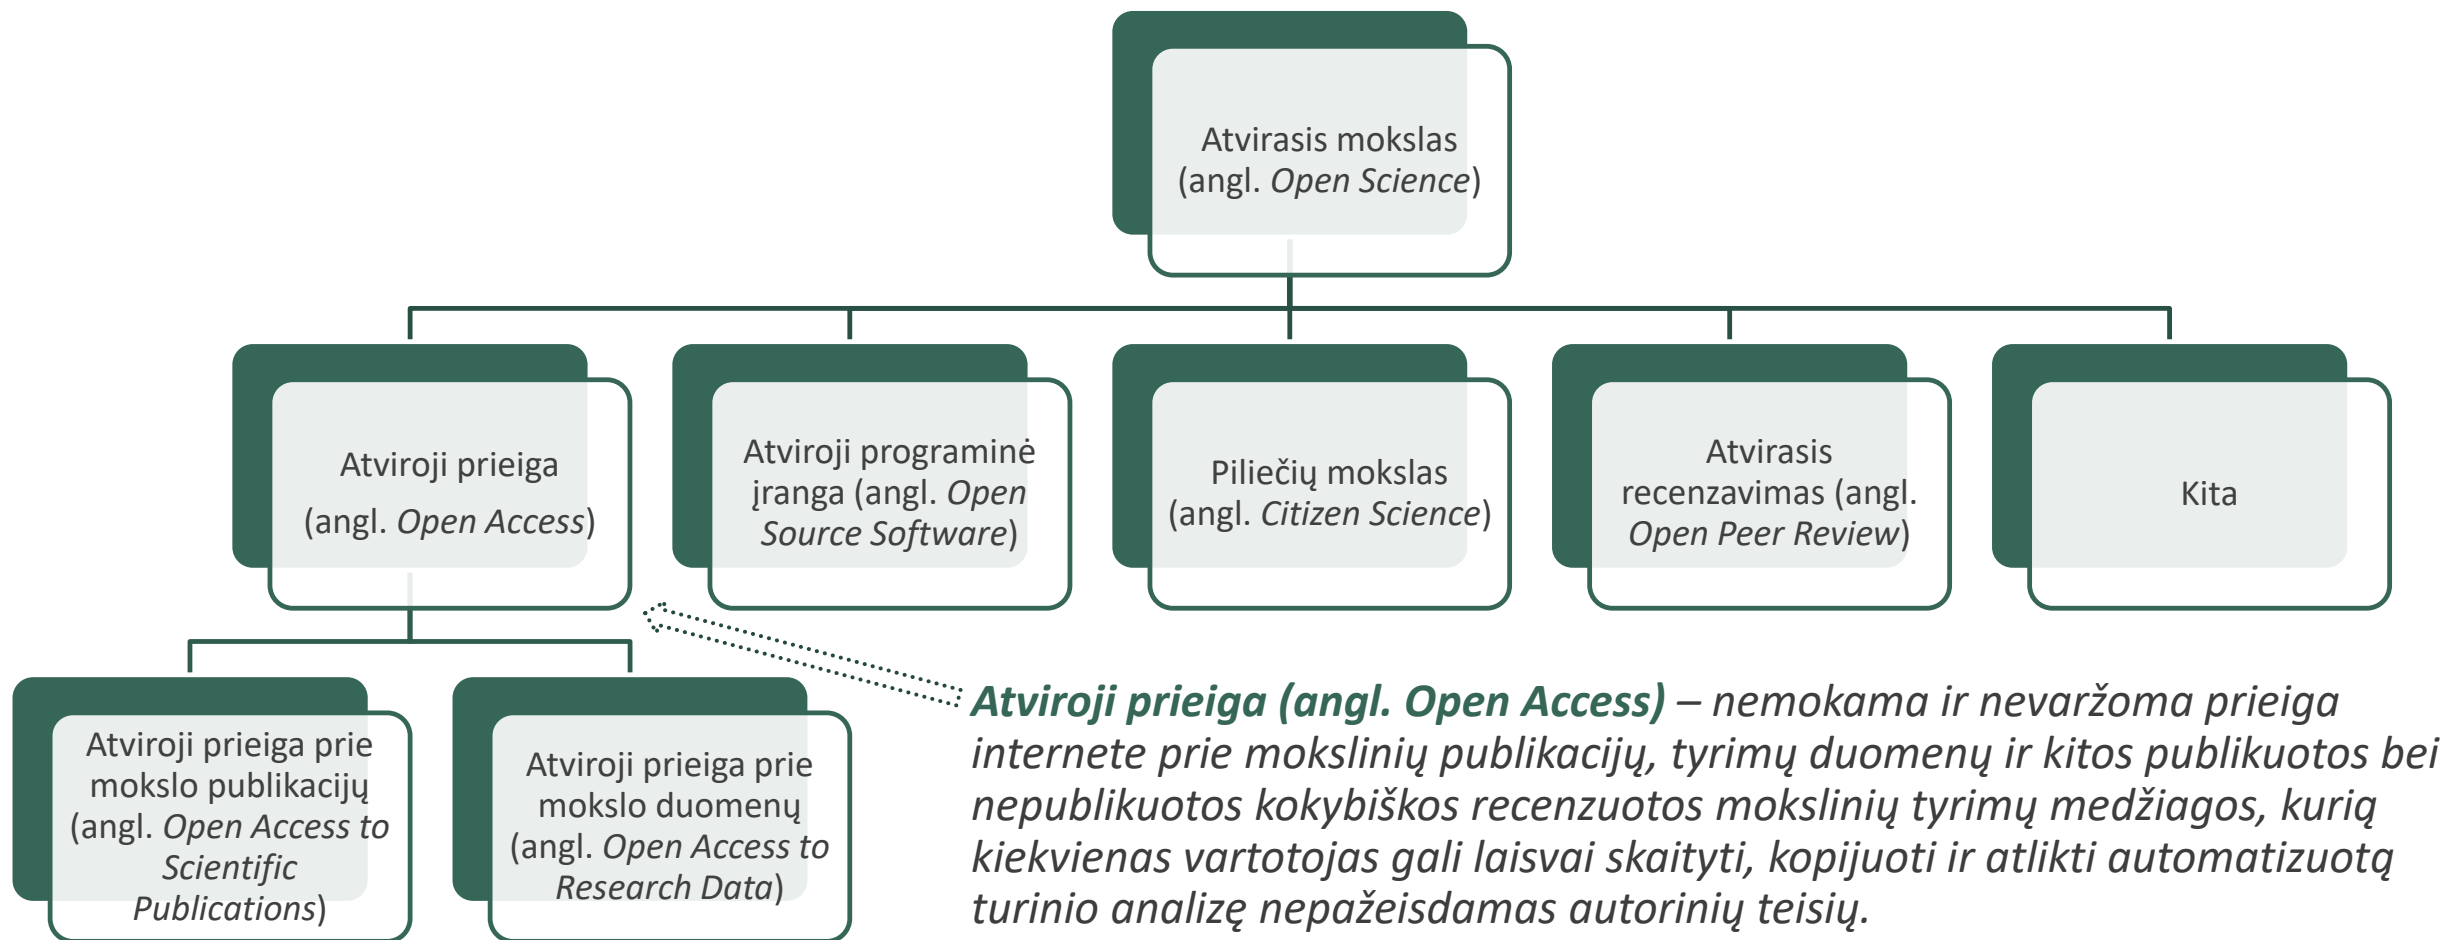 Atvirasis mokslas
(angl. Open Science)
Atviroji prieiga
(angl. Open Access)
Atviroji programinė
įranga (angl. Open
Source Software)
Piliečių mokslas
(angl. Citizen Science)
Atvirasis
recenzavimas (angl.
Open Peer Review)
Kita
Atviroji prieiga prie
mokslo publikacijų
(angl. Open Access to
Scientific
Publications)
Atviroji prieiga prie
mokslo duomenų
(angl. Open Access to
Research Data)
Atviroji prieiga (angl. Open Access) – nemokama ir nevaržoma prieiga
internete prie mokslinių publikacijų, tyrimų duomenų ir kitos publikuotos bei
nepublikuotos kokybiškos recenzuotos mokslinių tyrimų medžiagos, kurią
kiekvienas vartotojas gali laisvai skaityti, kopijuoti ir atlikti automatizuotą
turinio analizę nepažeisdamas autorinių teisių.